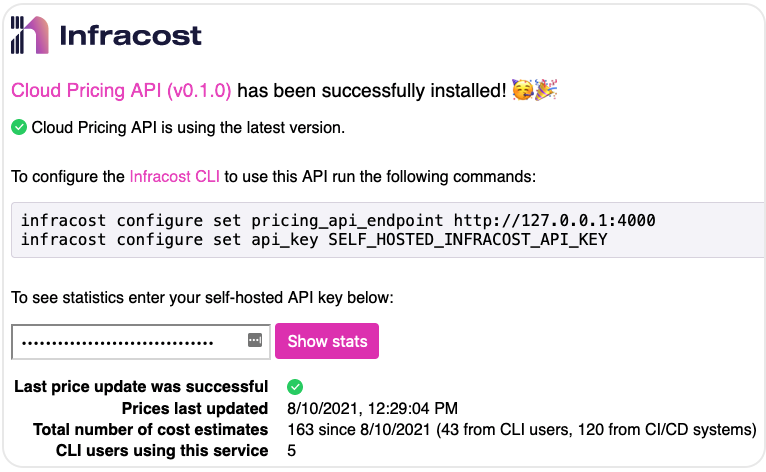 Infracost
Cloud Pricing API (v0.1.0) has been successfully installed! 🥳🎉
Cloud Pricing API is using the latest version.
To configure the Infracost CLI to use this API run the following commands:
infracost configure set pricing_api_endpoint http://127.0.0.1:4000
infracost configure set api_key SELF_HOSTED_INFRACOST_API_KEY
To see statistics enter your self-hosted API key below:
•••••••••••••••••••••••••••••••• Show stats
Last price update was successful
Prices last updated 8/10/2021, 12:29:04 PM
Total number of cost estimates 163 since 8/10/2021 (43 from CLI users, 120 from CI/CD systems)
CLI users using this service 5